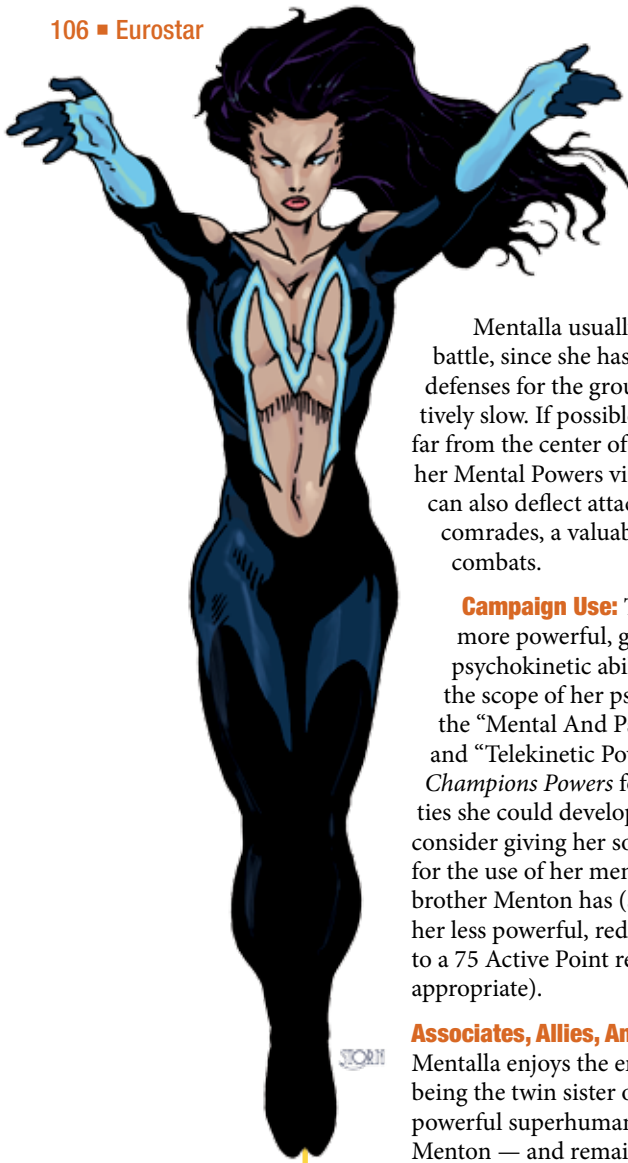 106 ■ Eurostar
Mentalla usuall
battle, since she has
defenses for the grou
tively slow. If possible
far from the center of
her Mental Powers vi
can also deflect attac
comrades, a valuab
combats.
Campaign Use: T
more powerful, g
psychokinetic abi
the scope of her ps
the “Mental And P
and “Telekinetic Po
Champions Powers f
ties she could develop
consider giving her so
for the use of her men
brother Menton has (
her less powerful, red
to a 75 Active Point re
appropriate).
Associates, Allies, An
Mentalla enjoys the e
being the twin sister o
powerful superhuman
Menton — and remai
STORN